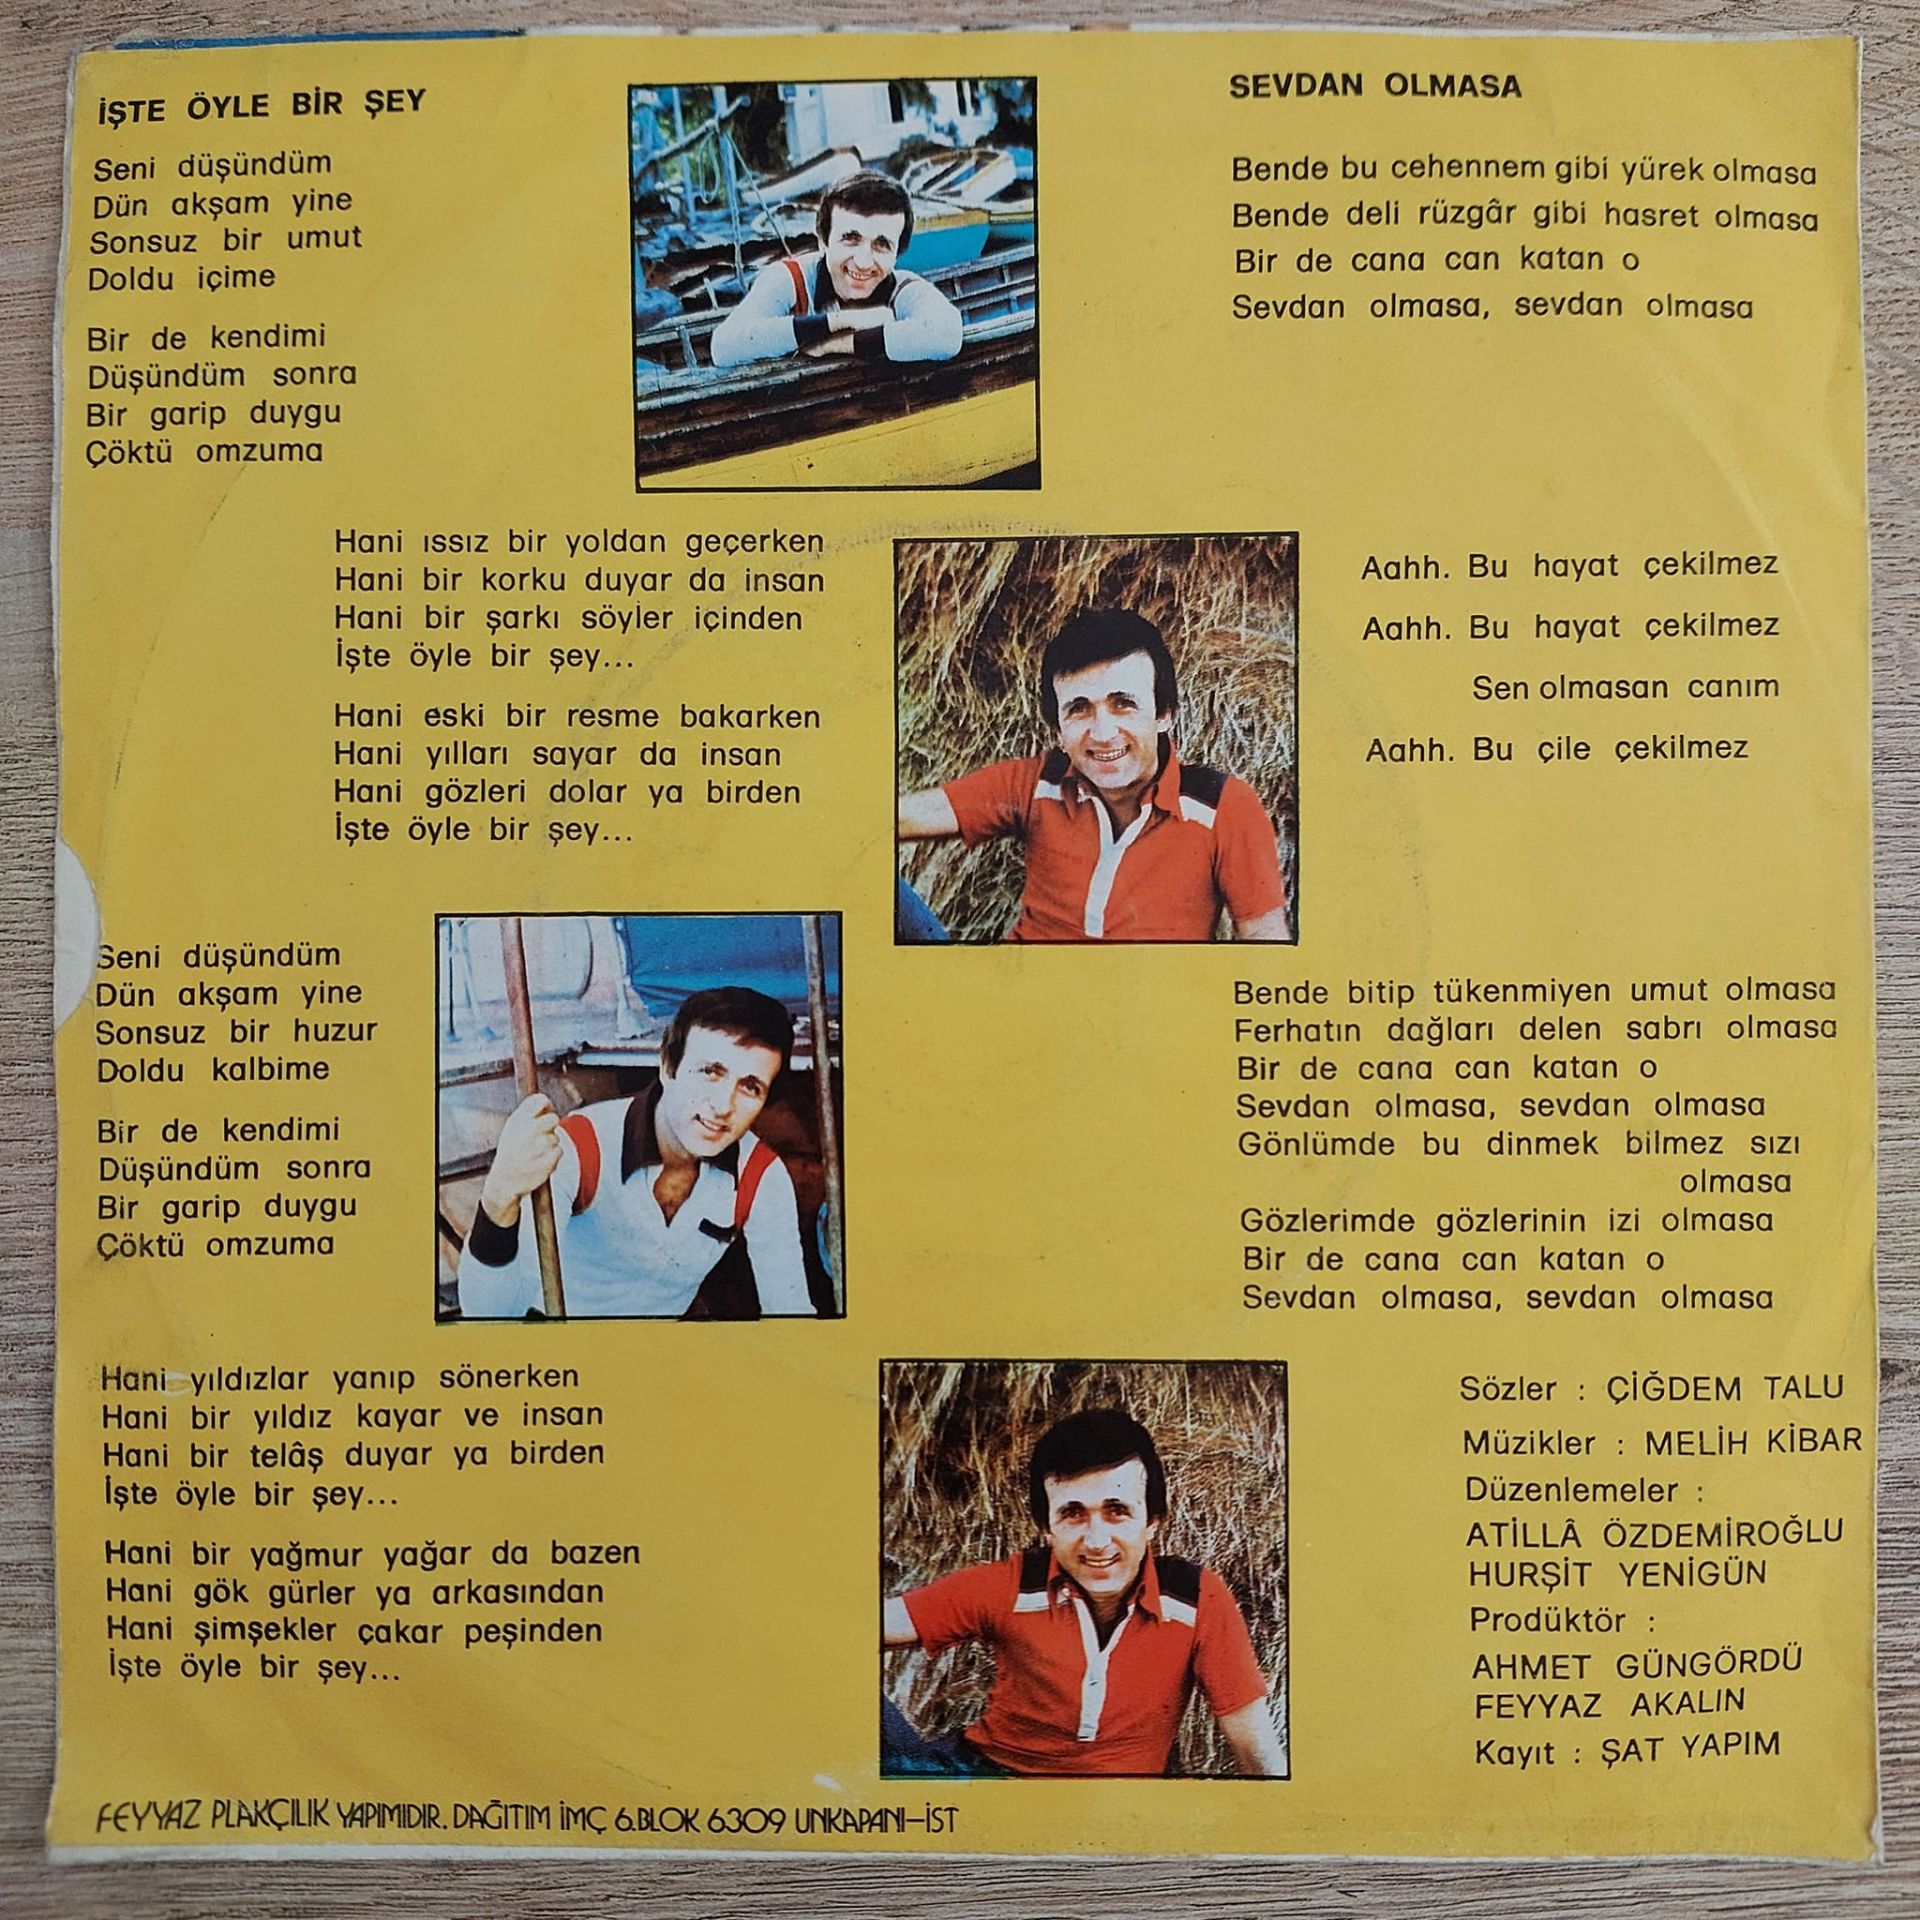 İŞTE ÖYLE BİR ŞEY
Seni düşündüm
Dün akşam yine
Sonsuz bir umut
Doldu içime
Bir de kendimi
Düşündüm sonra
Bir garip duygu
Çöktü omzuma
Hani ıssız bir yoldan geçerken
Hani bir korku duyar da insan
Hani bir şarkı söyler içinden
İşte öyle bir şey...
Hani eski bir resme bakarken
Hani yılları sayar da insan
Hani gözleri dolar ya birden
İşte öyle bir şey...
Seni düşündüm
Dün akşam yine
Sonsuz bir huzur
Doldu kalbime
Bir de kendimi
Düşündüm sonra
Bir garip duygu
Çöktü omzuma
Hani yıldızlar yanıp sönerken
Hani bir yıldız kayar ve insan
Hani bir telâş duyar ya birden
İşte öyle bir şey...
Hani bir yağmur yağar da bazen
Hani gök gürler ya arkasından
Hani şimşekler çakar peşinden
İşte öyle bir şey...
SEVDAN OLMASA
Bende bu cehennem gibi yürek olmasa
Bende deli rüzgâr gibi hasret olmasa
Bir de cana can katan o
Sevdan olmasa, sevdan olmasa
Aahh. Bu hayat çekilmez
Aahh. Bu hayat çekilmez
Sen olmasan canım
Aahh. Bu çile çekilmez
Bende bitip tükenmiyen umut olmasa
Ferhatın dağları delen sabrı olmasa
Bir de cana can katan o
Sevdan olmasa, sevdan olmasa
Gönlümde bu dinmek bilmez sızı
olmasa
Gözlerimde gözlerinin izi olmasa
Bir de cana can katan o
Sevdan olmasa, sevdan olmasa
Sözler : ÇİĞDEM TALU
Müzikler : MELİH KİBAR
Düzenlemeler :
ATİLLÂ ÖZDEMİROĞLU
HURŞİT YENİGÜN
Prodüktör :
AHMET GÜNGÖRDÜ
FEYYAZ AKALIN
Kayıt : ŞAT YAPIM
FEYYAZ PLAKÇILIK YAPIMIDIR. DAĞITIM İMÇ 6.BLOK 6309 UNKAPANI-İST